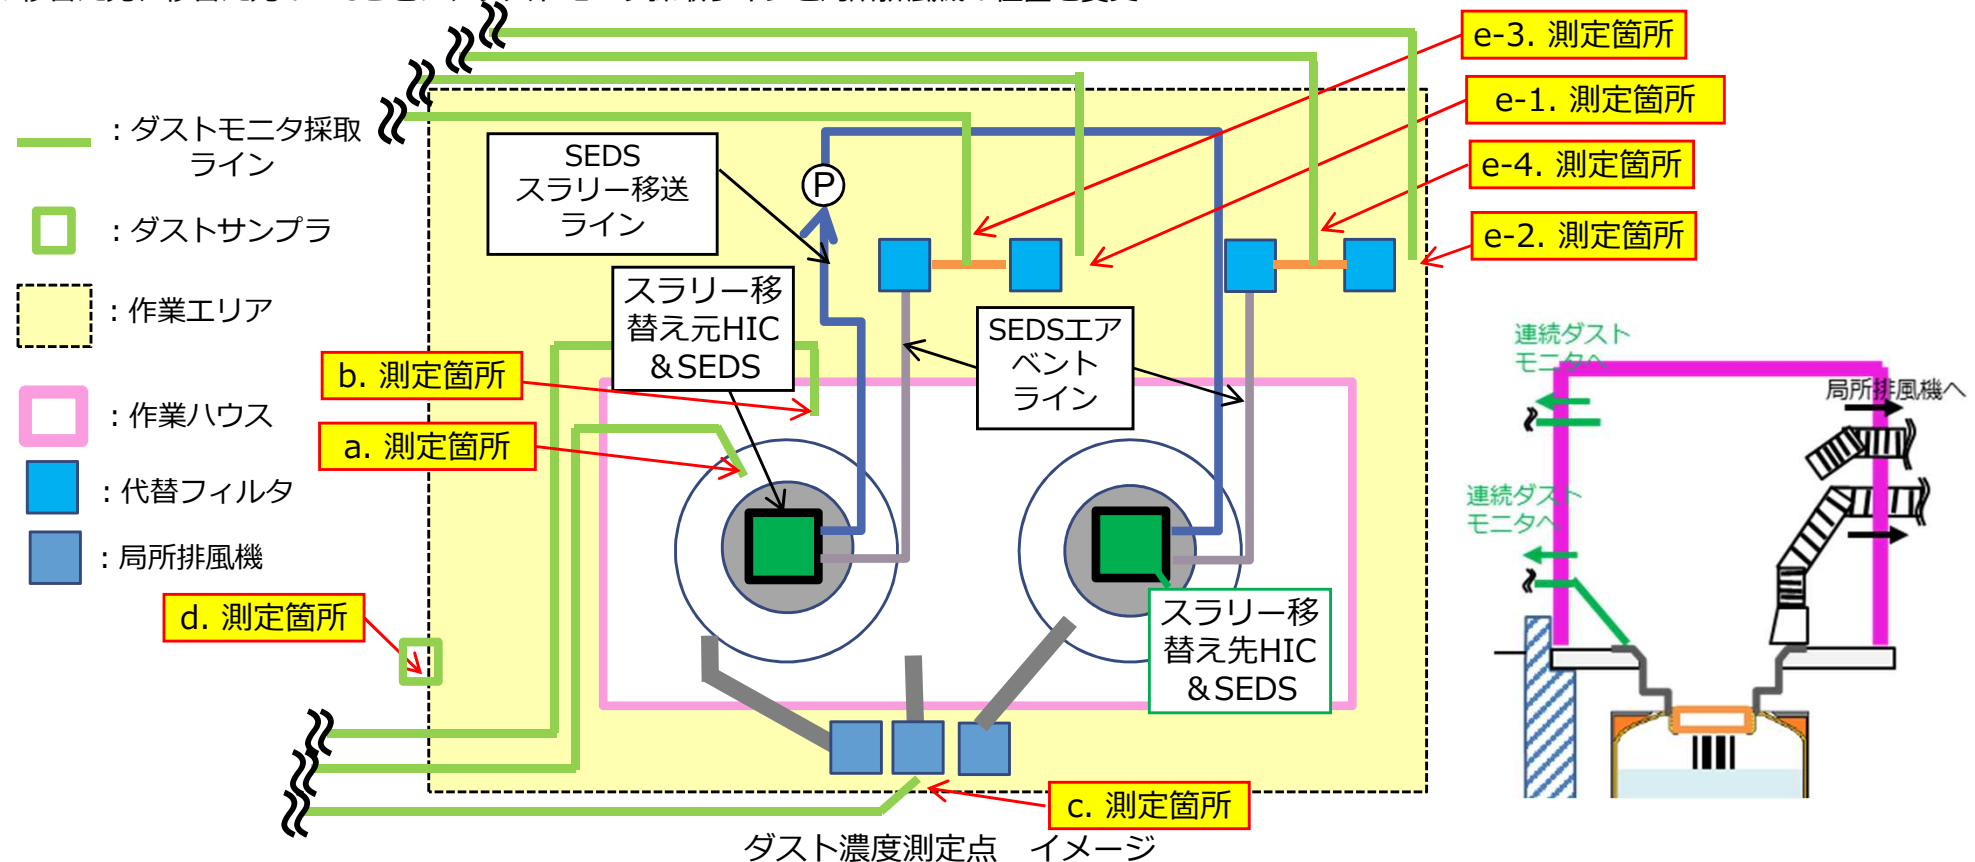 e-3. 測定箇所
e-1. 測定箇所
e-4. 測定箇所
e-2. 測定箇所
：ダストモニタ採取
ライン
：ダストサンプラ
：作業エリア
：作業ハウス
：代替フィルタ
：局所排風機
SEDS
スラリー移送
ライン
P
スラリー移
替え元HIC
＆SEDS
SEDSエア
ベント
ライン
b. 測定箇所
a. 測定箇所
d. 測定箇所
スラリー移
替え先HIC
＆SEDS
c. 測定箇所
連続ダスト
モニタへ
局所排風機へ
連続ダスト
モニタへ
ダスト濃度測定点　イメージ